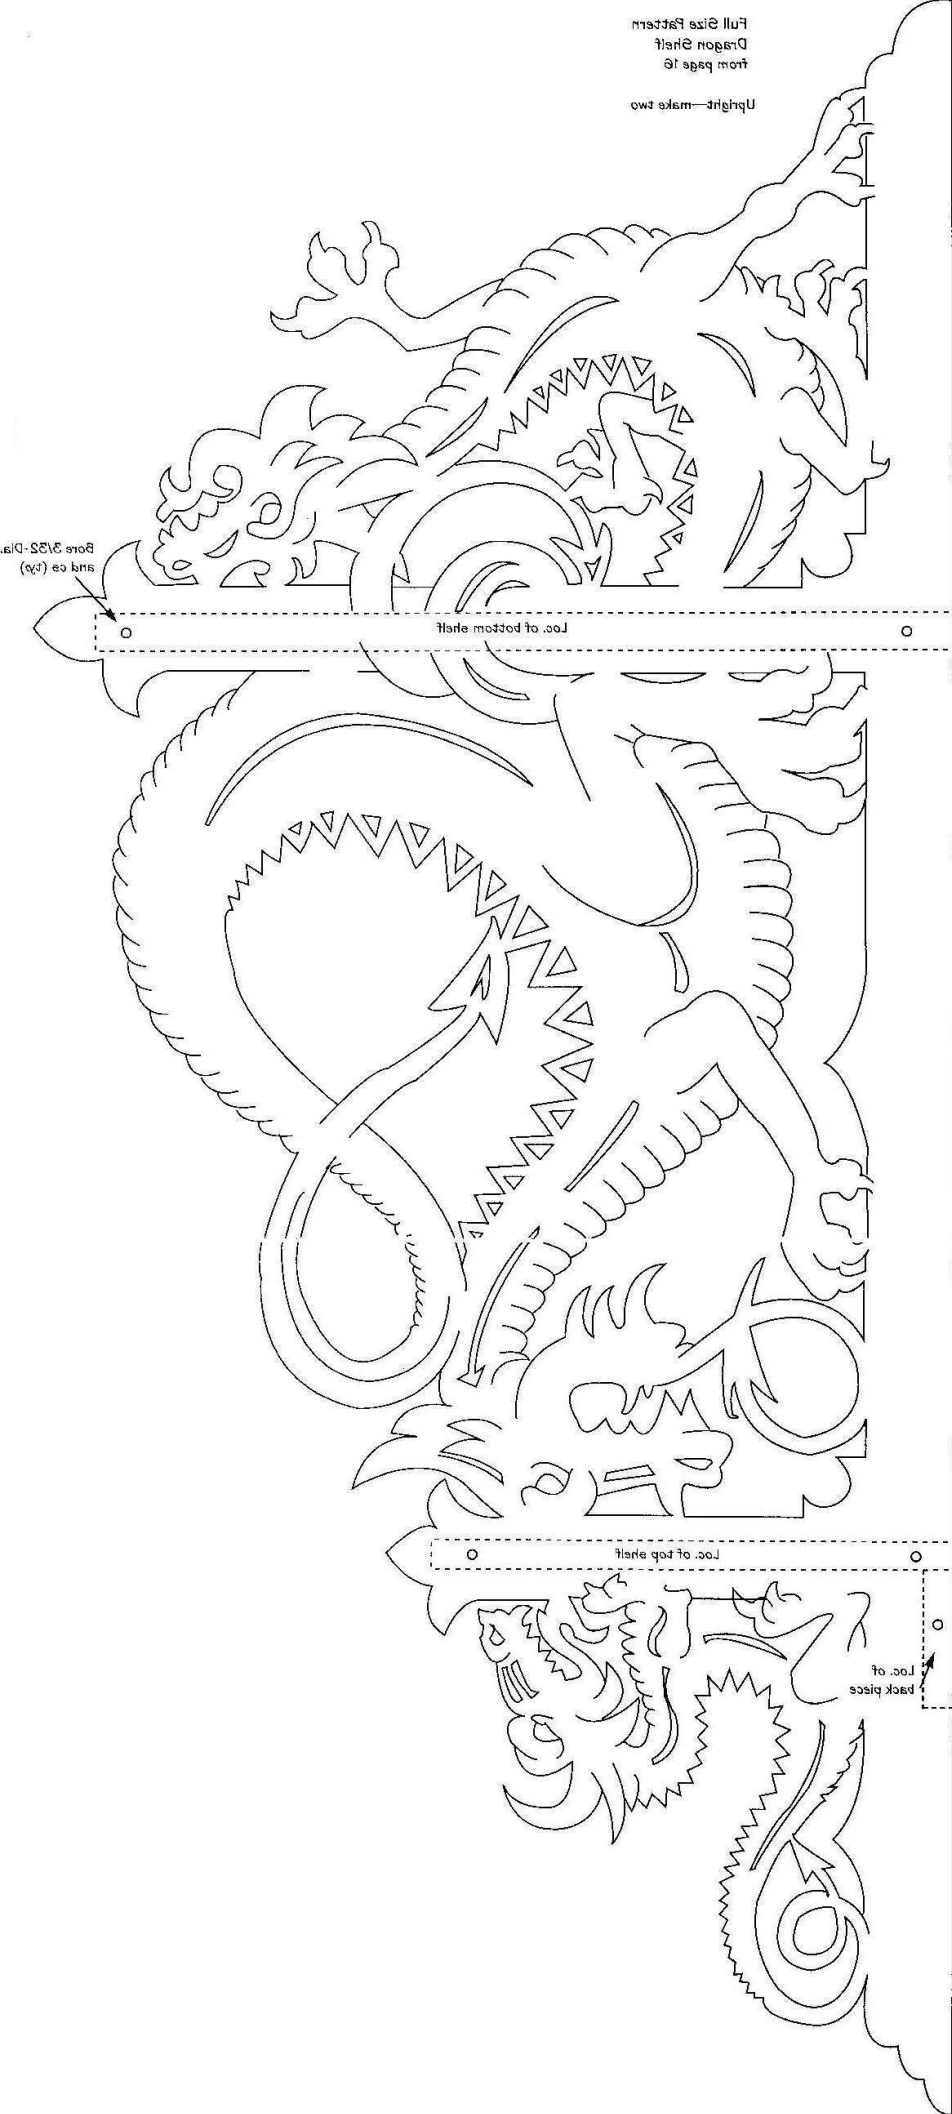 Full Size Pattern
Dragon Shelf
from page 16
Upright—make two
Bore 3/32-Dia.
and cs (typ)
Loc. of bottom shelf
Loc. of top shelf
Loc. of
back piece